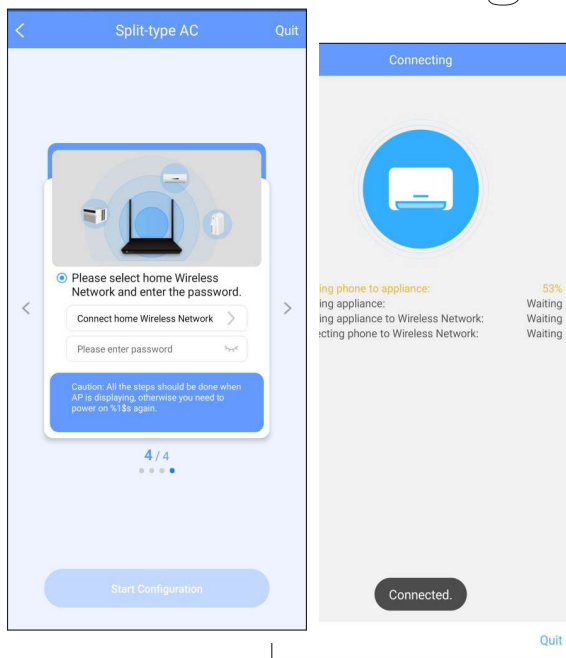 Split-type AC
Quit
Please select home Wireless
Network and enter the password.
Connect home Wireless Network
Please enter password
Caution: All the steps should be done when
AP is displaying, otherwise you need to
power on %1$s again.
4 / 4
Start Configuration
Connecting
ing phone to appliance: 53%
ing appliance: Waiting
ing appliance to Wireless Network: Waiting
ecting phone to Wireless Network: Waiting
Connected.
Quit